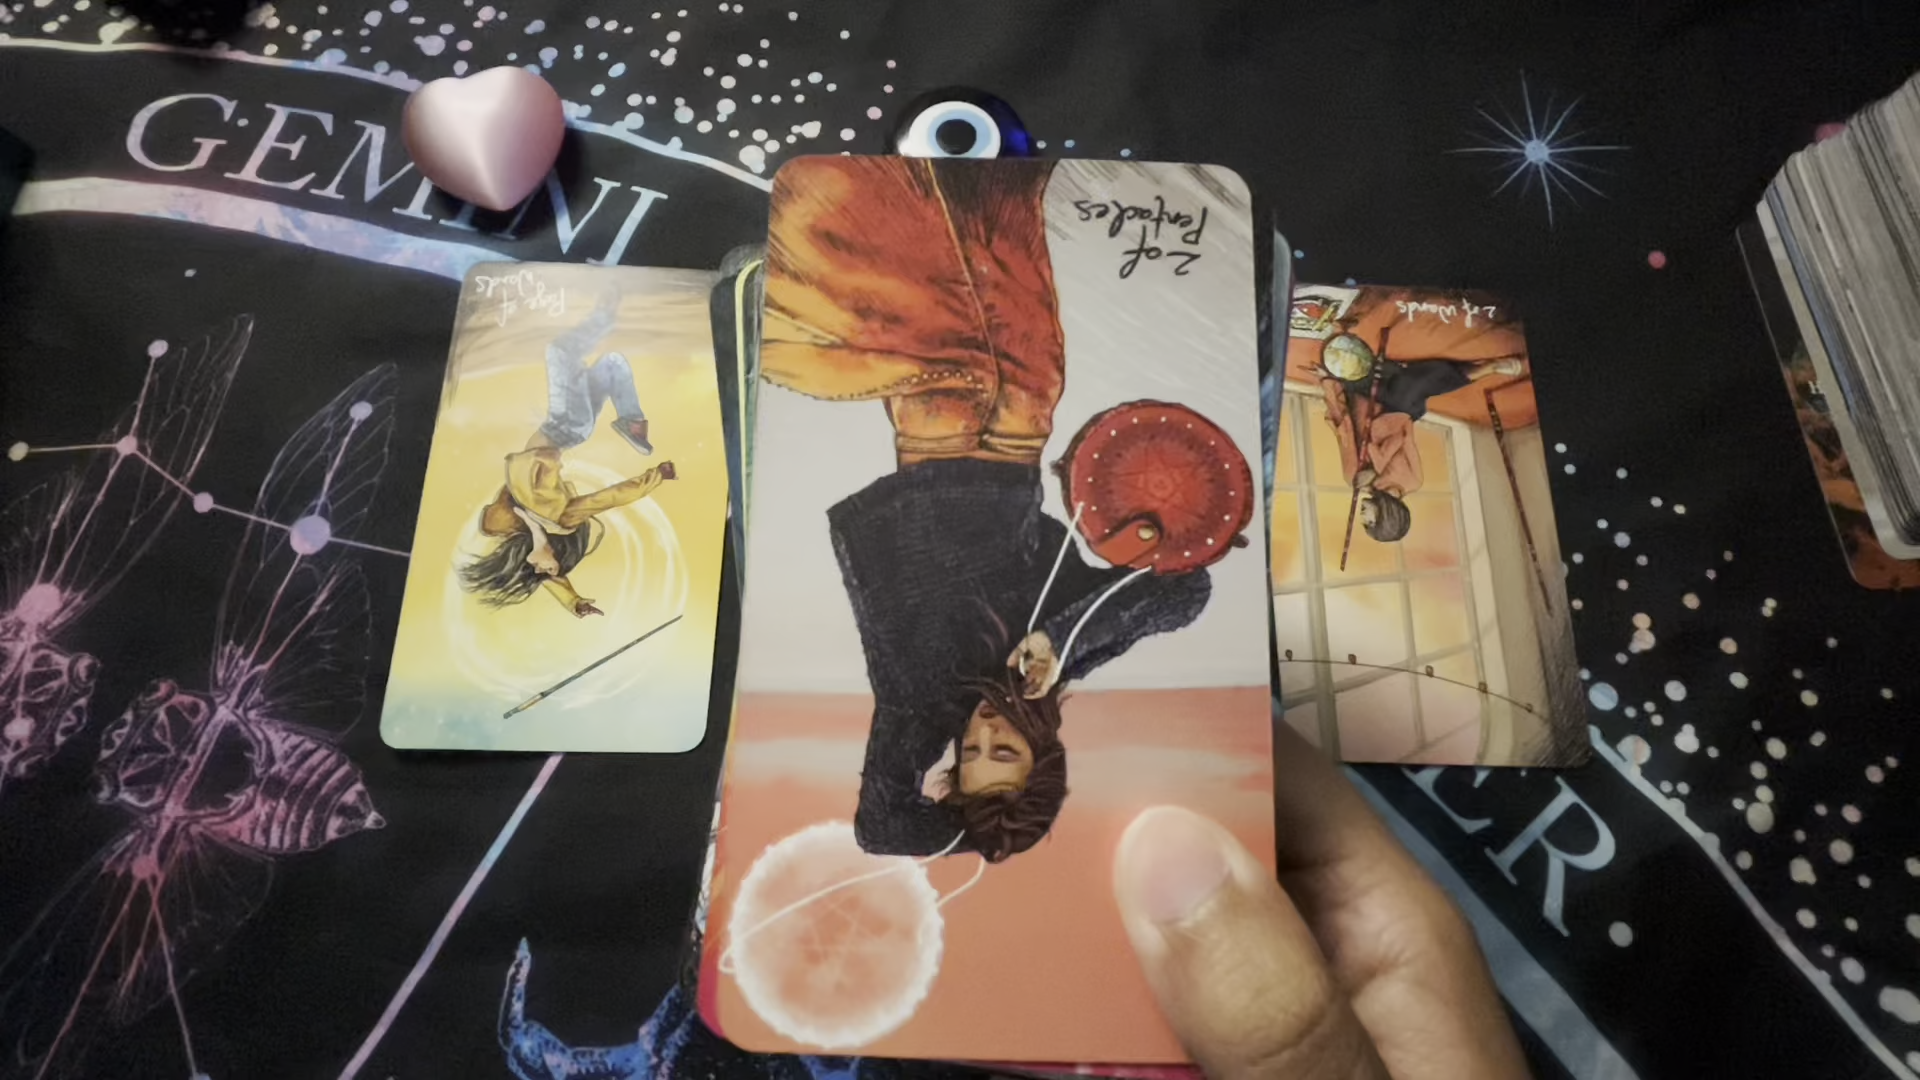 GEMINI
Page of
Wands
2 of
Pentacles
2 of Wands
ER